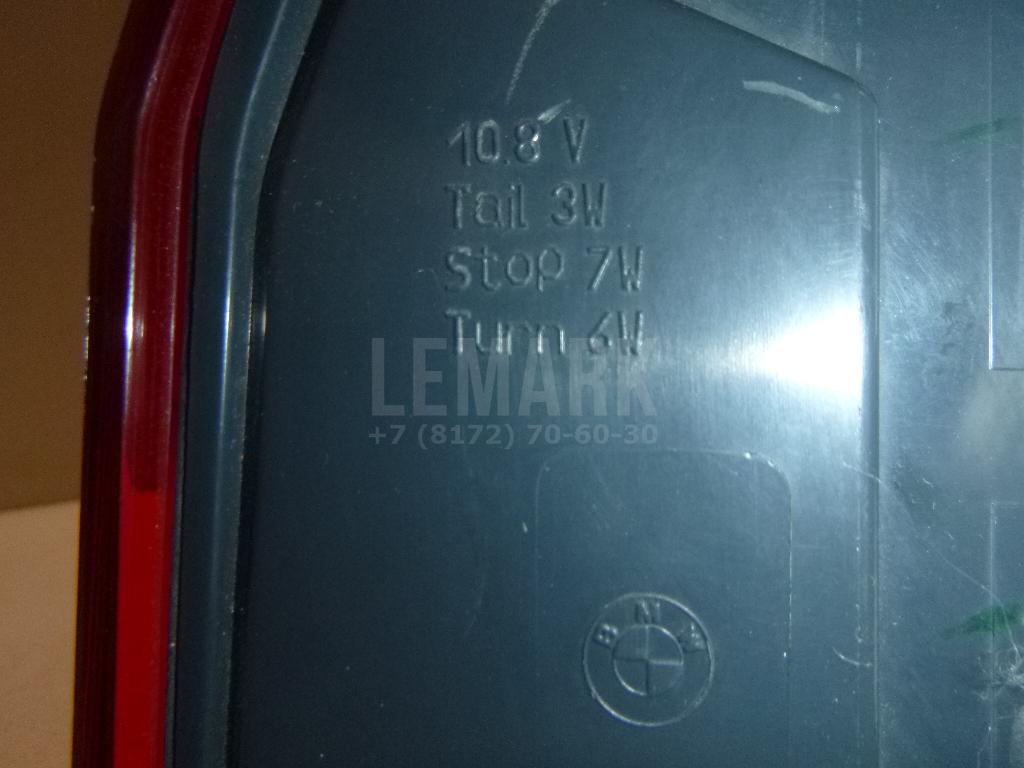 10.8 V
Tail 3W
Stop 7W
Turn 6W
LEMARK
+7 (8172) 70-60-30
BMW